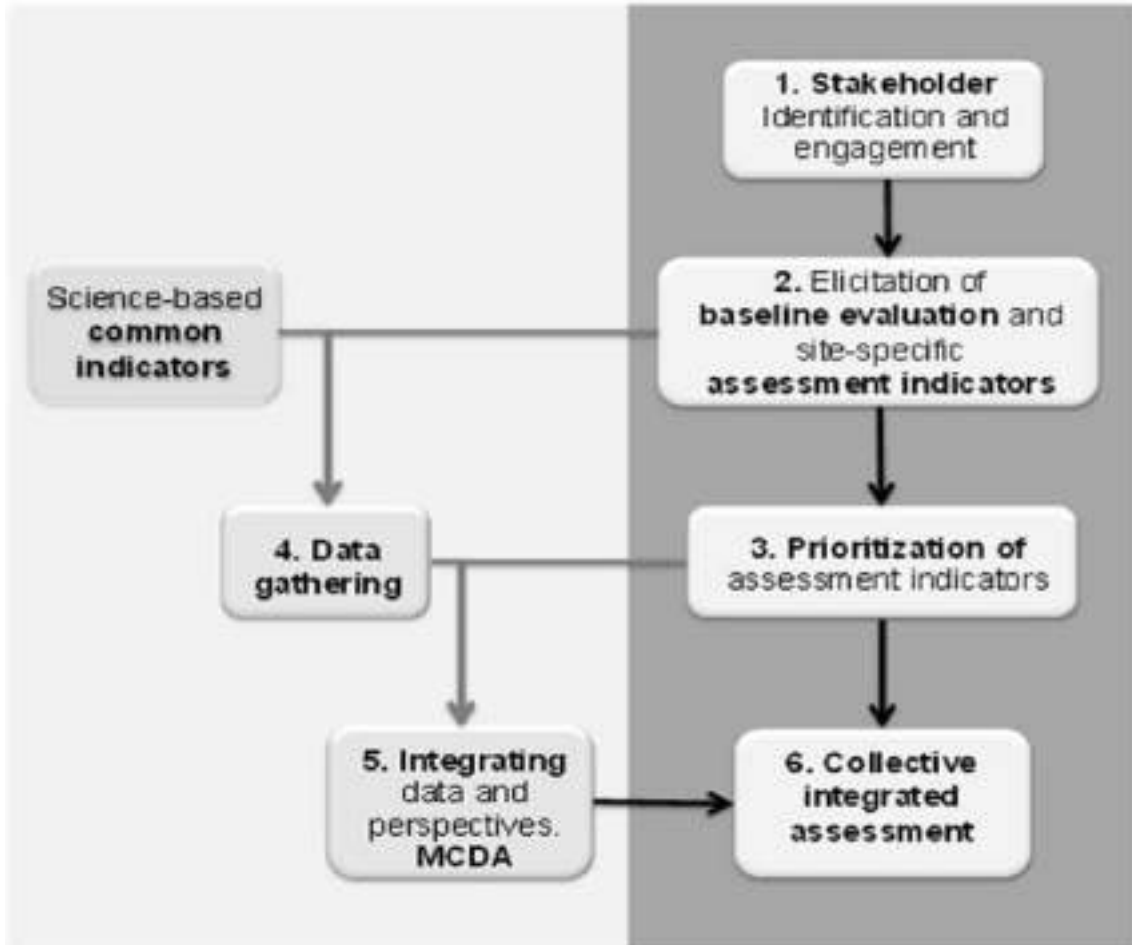 1. Stakeholder
Identification and
engagement
Science-based
common
indicators
2. Elicitation of
baseline evaluation and
site-specific
assessment indicators
4. Data
gathering
3. Prioritization of
assessment indicators
5. Integrating
data and
perspectives.
MCDA
6. Collective
integrated
assessment